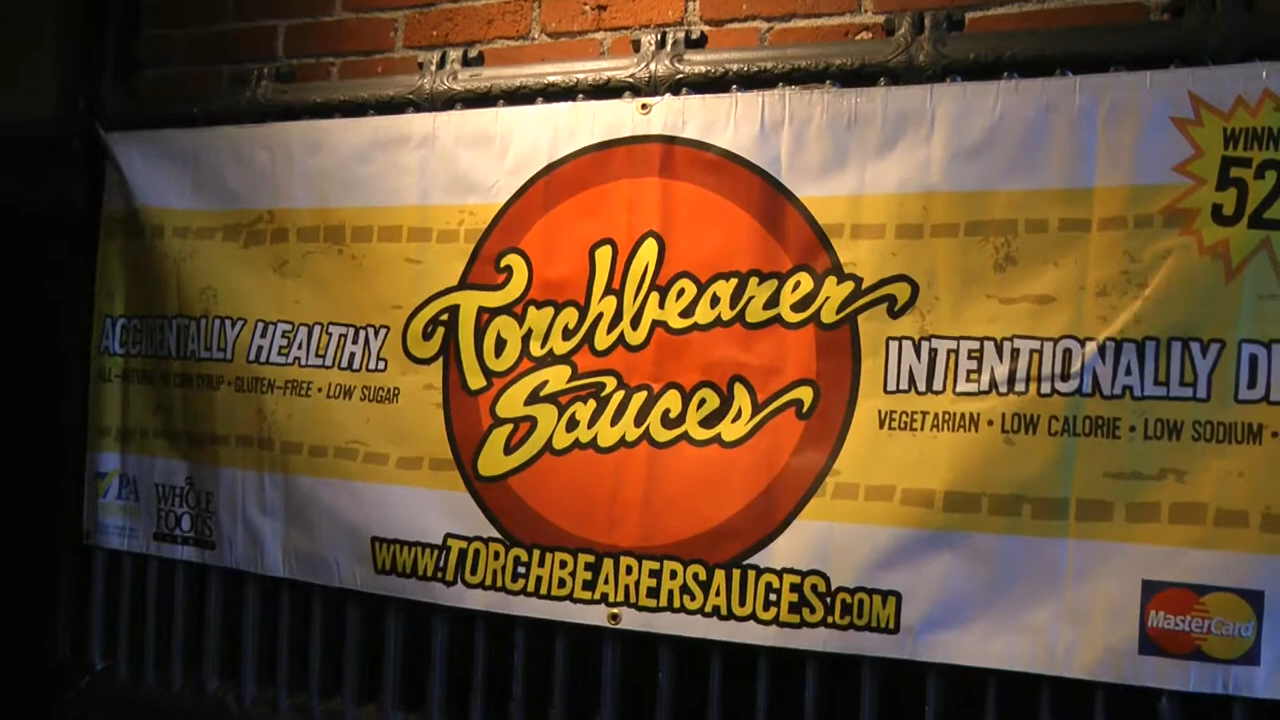 WINN
52
Torchbearer
Sauces
ACCIDENTALLY HEALTHY.
ALL-NATURAL • NO CORN SYRUP • GLUTEN-FREE • LOW SUGAR
INTENTIONALLY D
VEGETARIAN • LOW CALORIE • LOW SODIUM •
PA
WHOLE
FOODS
WWW.TORCHBEARERSAUCES.COM
MasterCard